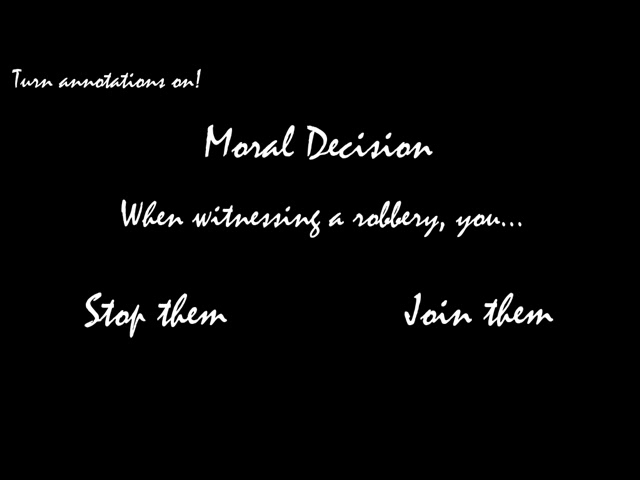 Turn annotations on!
Moral Decision
When witnessing a robbery, you...
Stop them
Join them